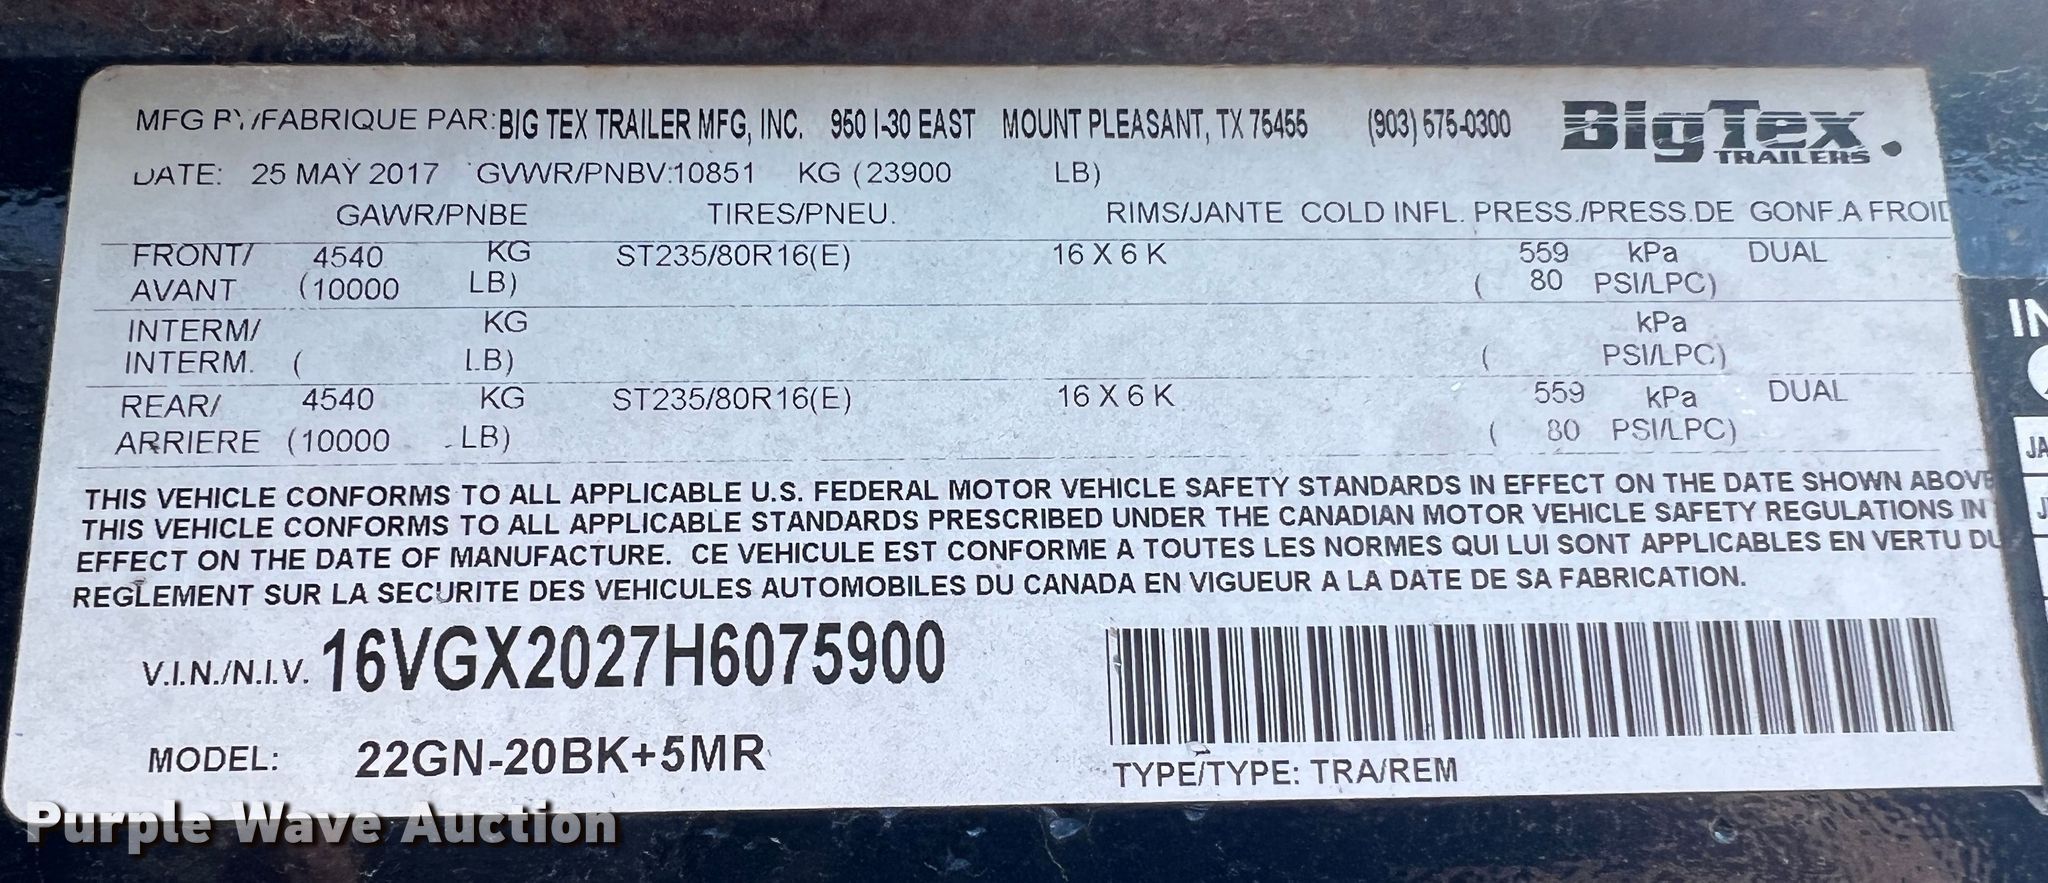 MFG BY/FABRIQUE PAR: BIG TEX TRAILER MFG, INC. 950 I-30 EAST MOUNT PLEASANT, TX 75455 (903) 575-0300 BigTex TRAILERS
DATE: 25 MAY 2017 GVWR/PNBV:10851 KG (23900 LB)
GAWR/PNBE TIRES/PNEU. RIMS/JANTE COLD INFL. PRESS./PRESS.DE GONF.A FROID
FRONT/ 4540 KG ST235/80R16(E) 16 X 6 K 559 kPa DUAL
AVANT (10000 LB) ( 80 PSI/LPC)
INTERM/ KG kPa
INTERM. ( LB) ( PSI/LPC)
REAR/ 4540 KG ST235/80R16(E) 16 X 6 K 559 kPa DUAL
ARRIERE (10000 LB) ( 80 PSI/LPC)
THIS VEHICLE CONFORMS TO ALL APPLICABLE U.S. FEDERAL MOTOR VEHICLE SAFETY STANDARDS IN EFFECT ON THE DATE SHOWN ABOVE
THIS VEHICLE CONFORMS TO ALL APPLICABLE STANDARDS PRESCRIBED UNDER THE CANADIAN MOTOR VEHICLE SAFETY REGULATIONS IN
EFFECT ON THE DATE OF MANUFACTURE. CE VEHICULE EST CONFORME A TOUTES LES NORMES QUI LUI SONT APPLICABLES EN VERTU DU
REGLEMENT SUR LA SECURITE DES VEHICULES AUTOMOBILES DU CANADA EN VIGUEUR A LA DATE DE SA FABRICATION.
V.I.N./N.I.V. 16VGX2027H6075900
MODEL: 22GN-20BK+5MR
TYPE/TYPE: TRA/REM
Purple Wave Auction